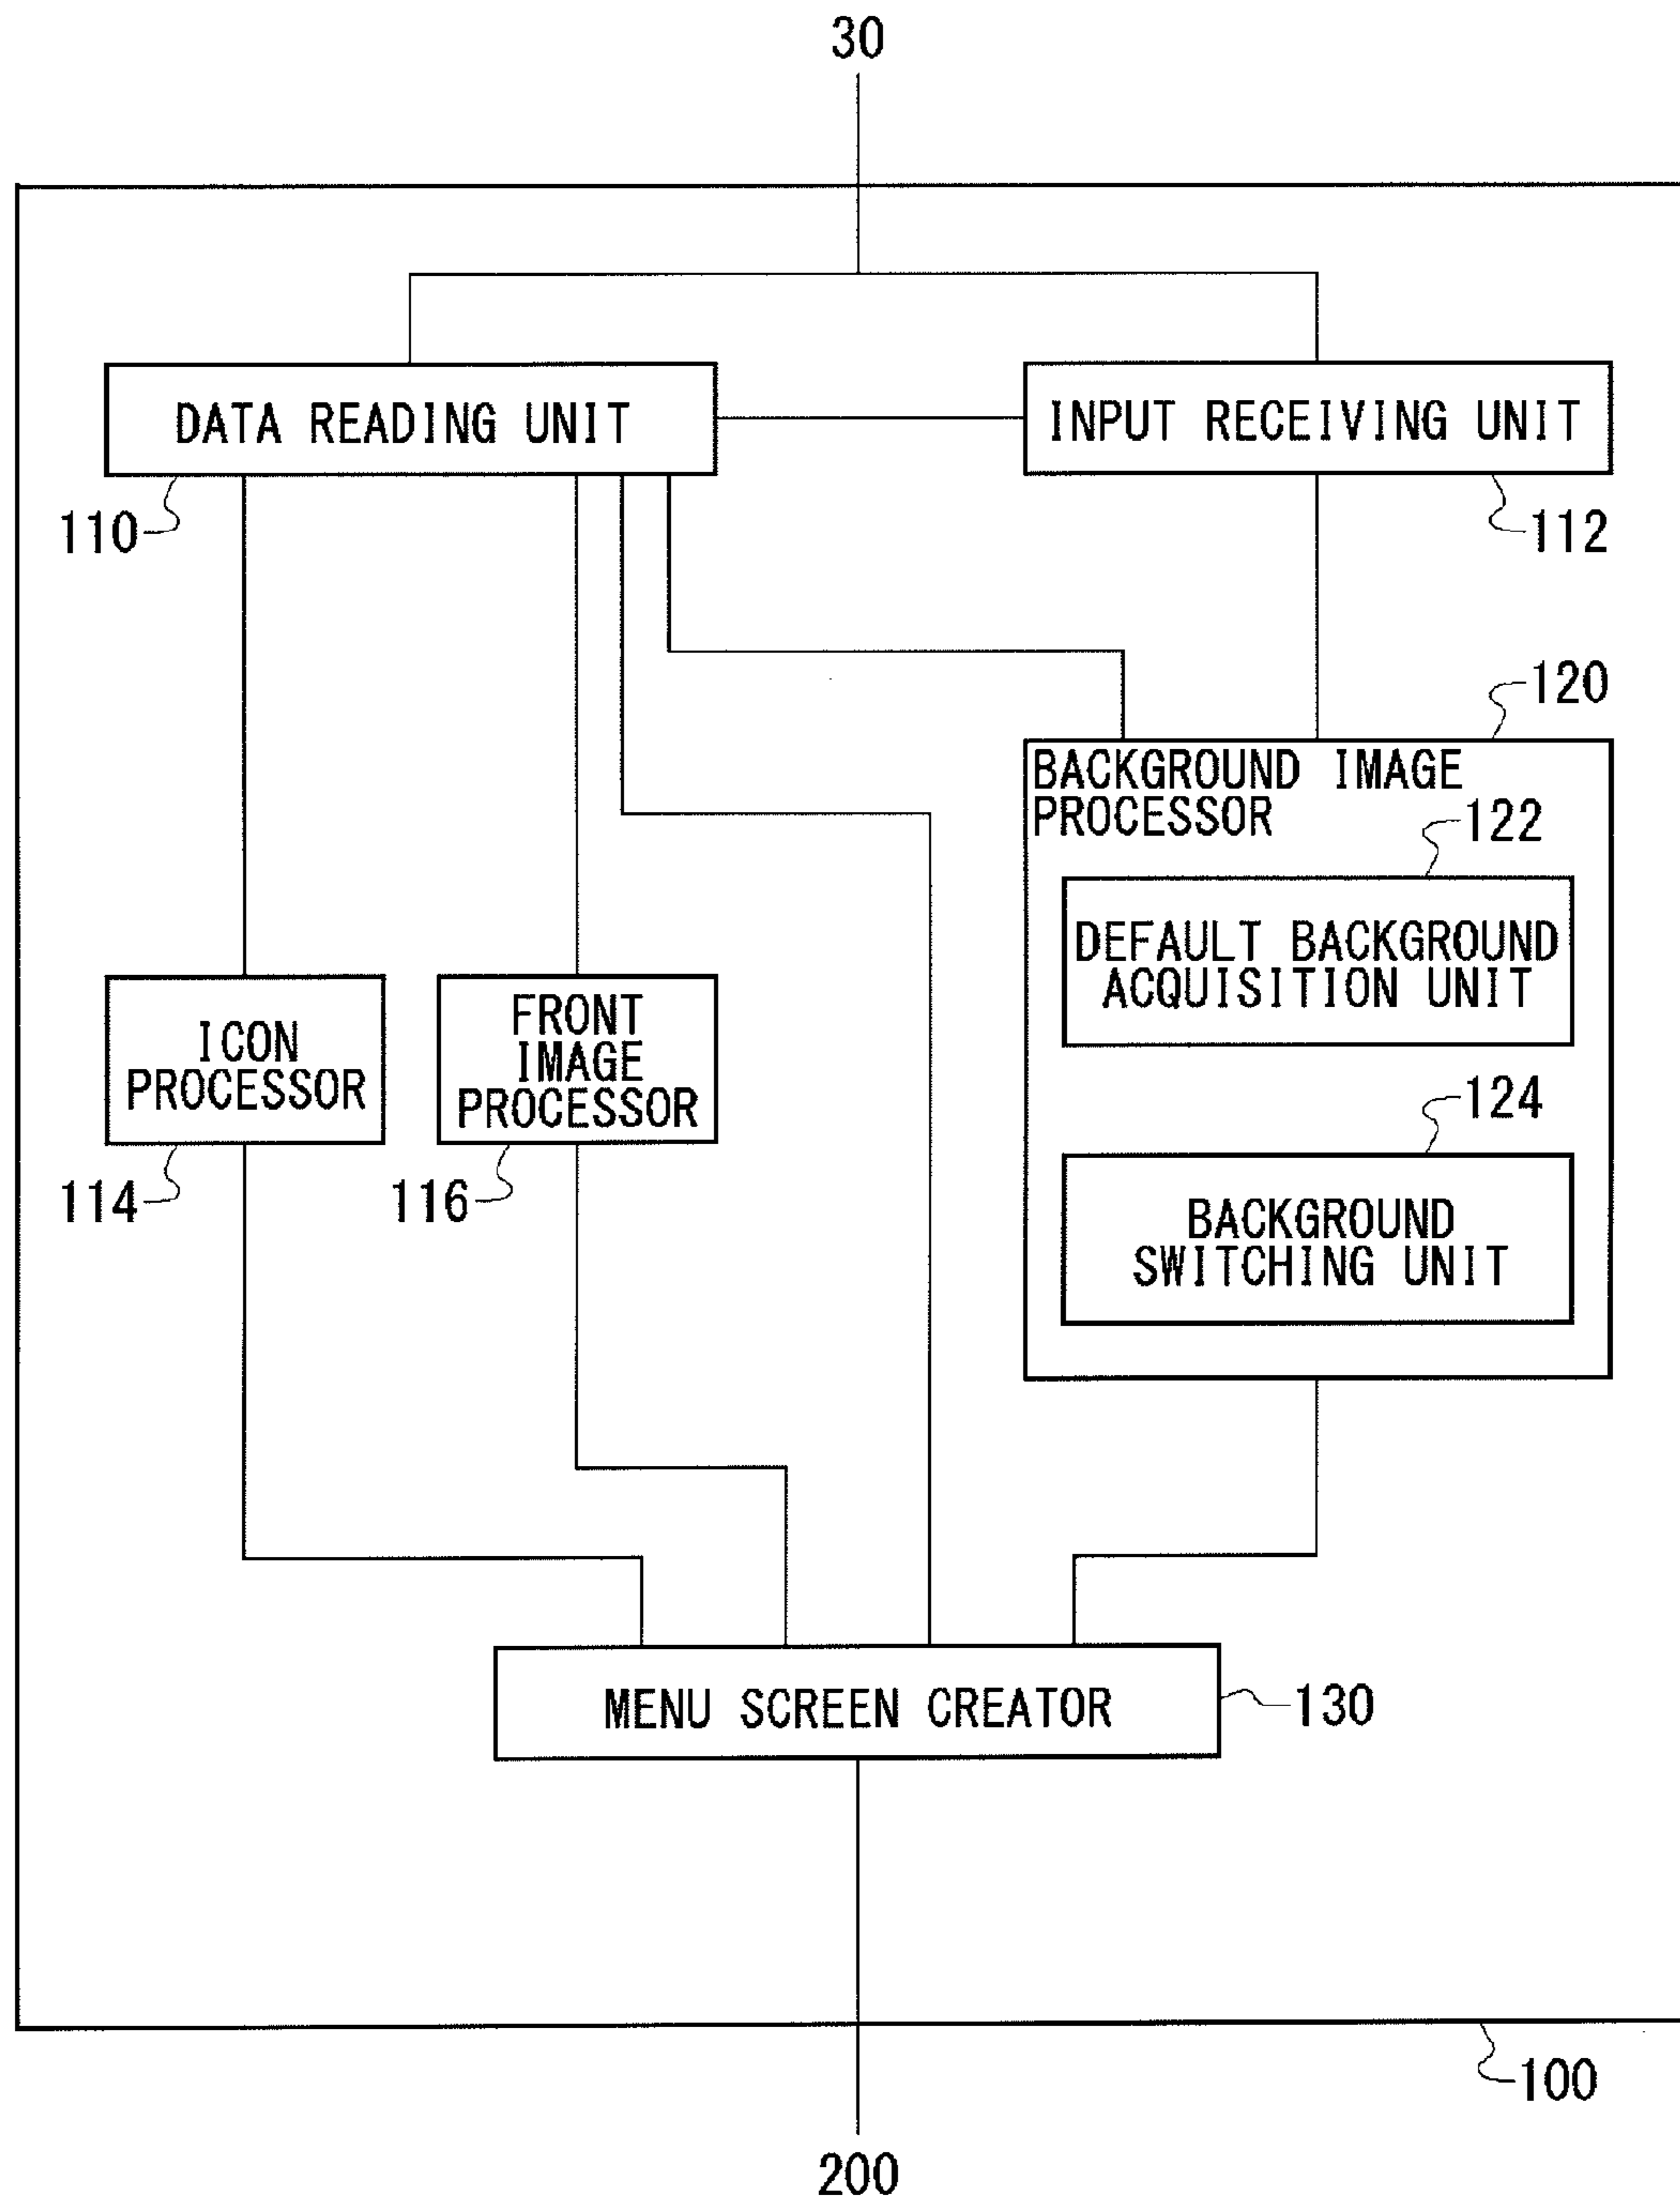 30
DATA READING UNIT
INPUT RECEIVING UNIT
110
112
120
BACKGROUND IMAGE
PROCESSOR
122
DEFAULT BACKGROUND
ACQUISITION UNIT
ICON
PROCESSOR
FRONT
IMAGE
PROCESSOR
124
114
116
BACKGROUND
SWITCHING UNIT
MENU SCREEN CREATOR
130
100
200